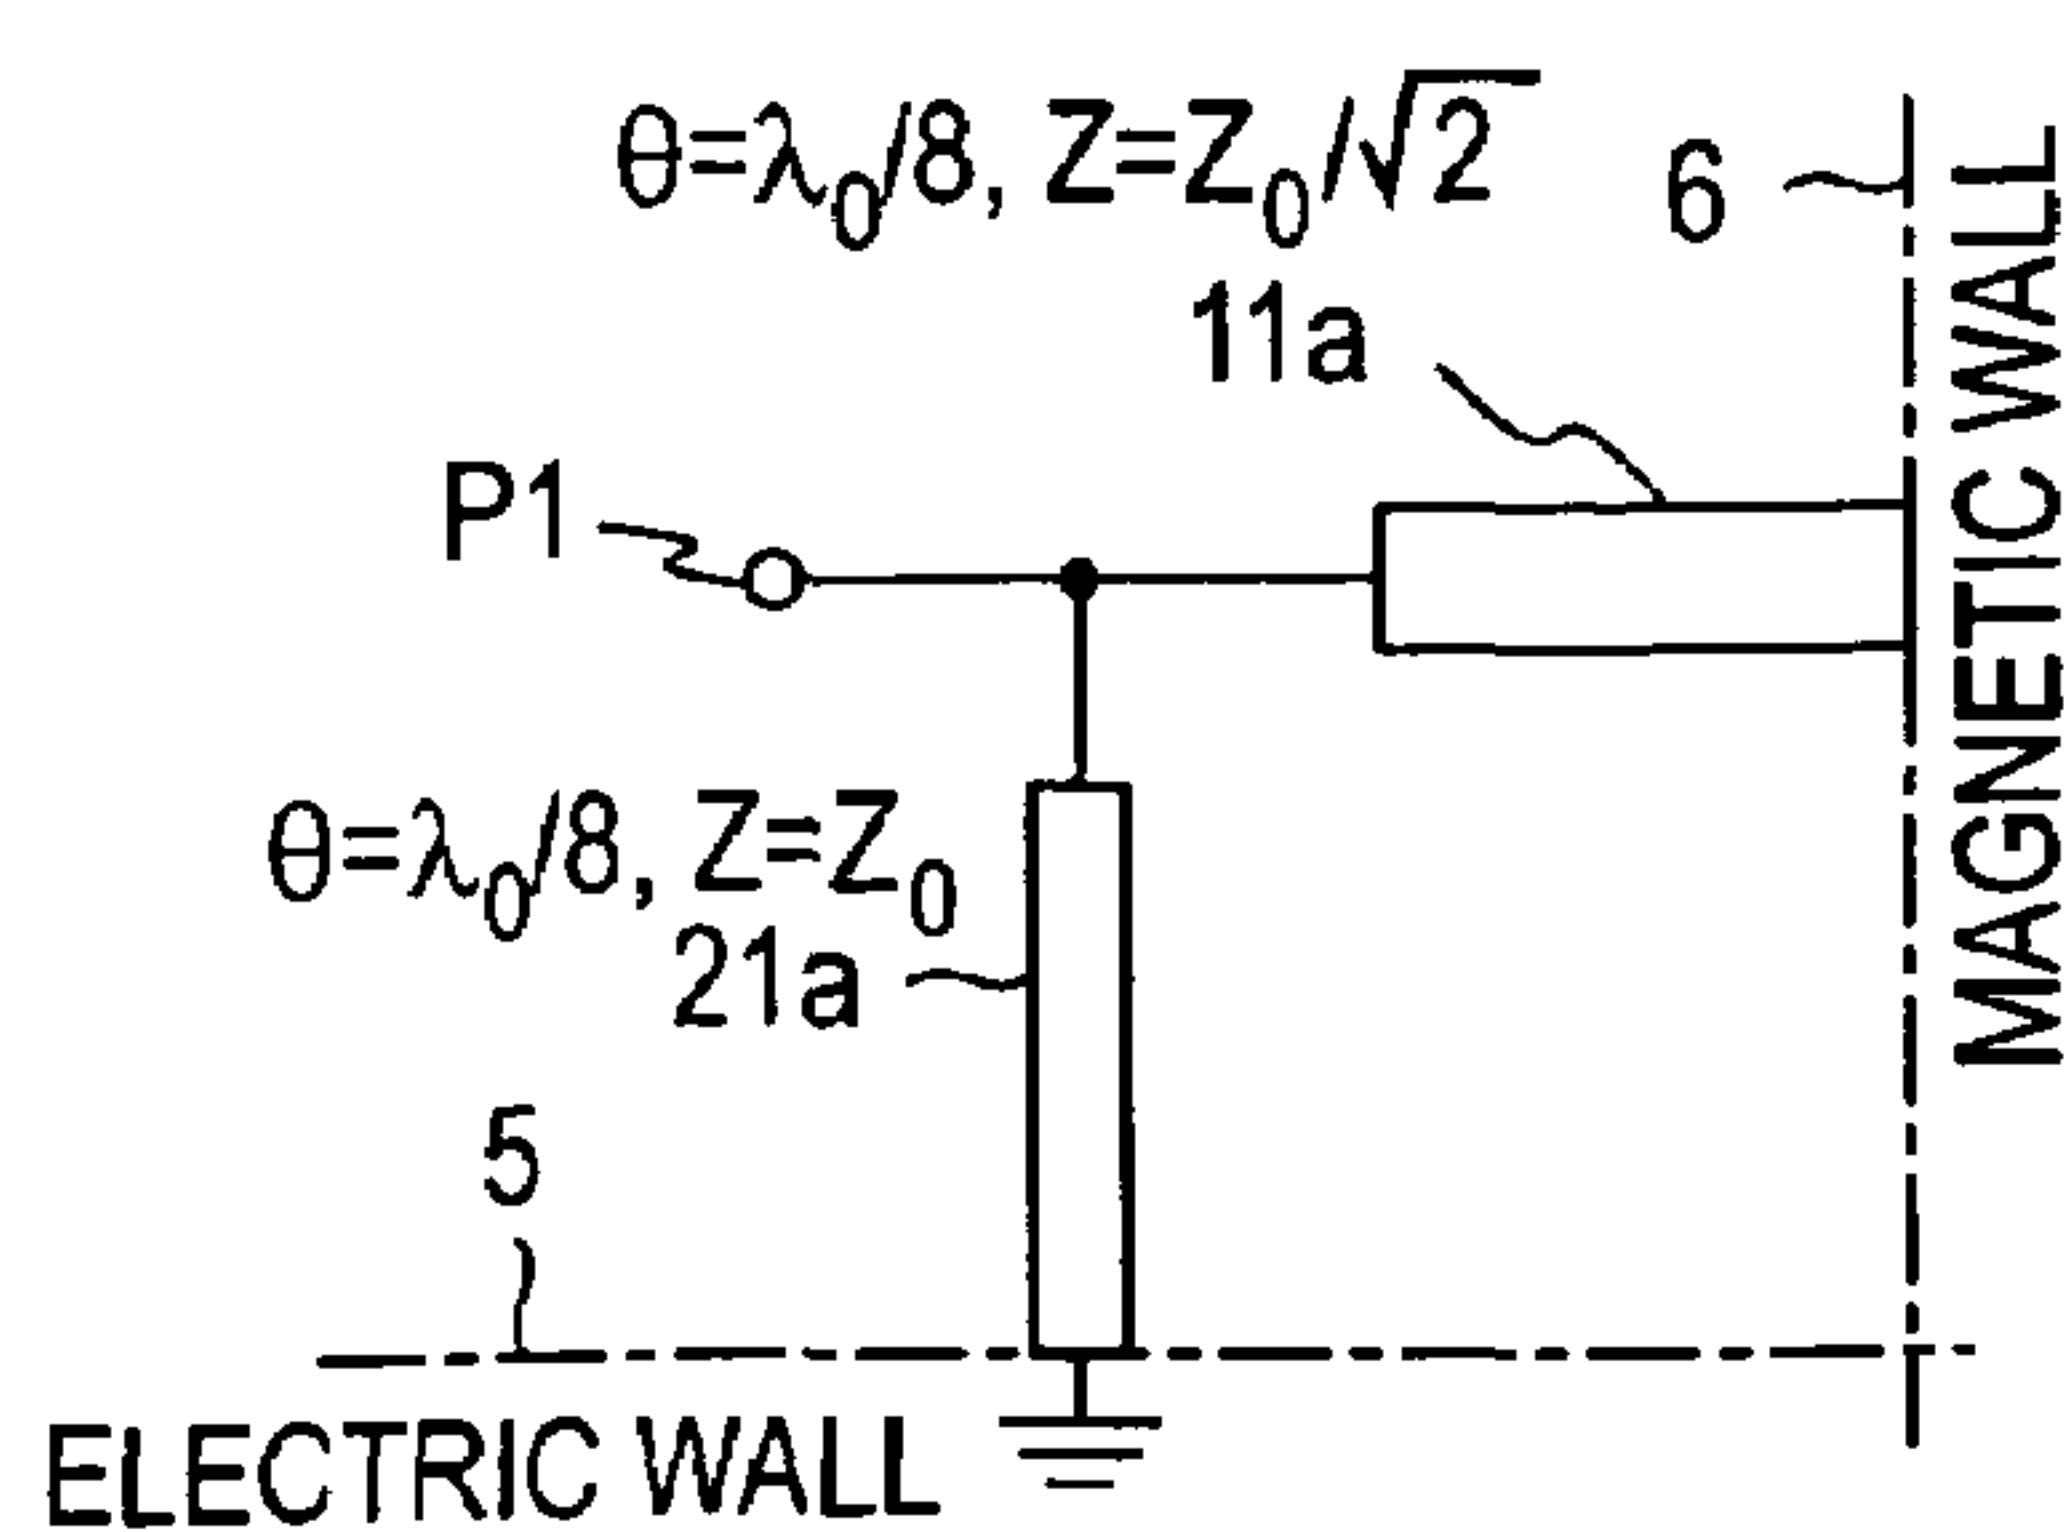 θ=λ₀/8, Z=Z₀/√2
6
11a
MAGNETIC WALL
P1
θ=λ₀/8, Z=Z₀
21a
5
ELECTRIC WALL